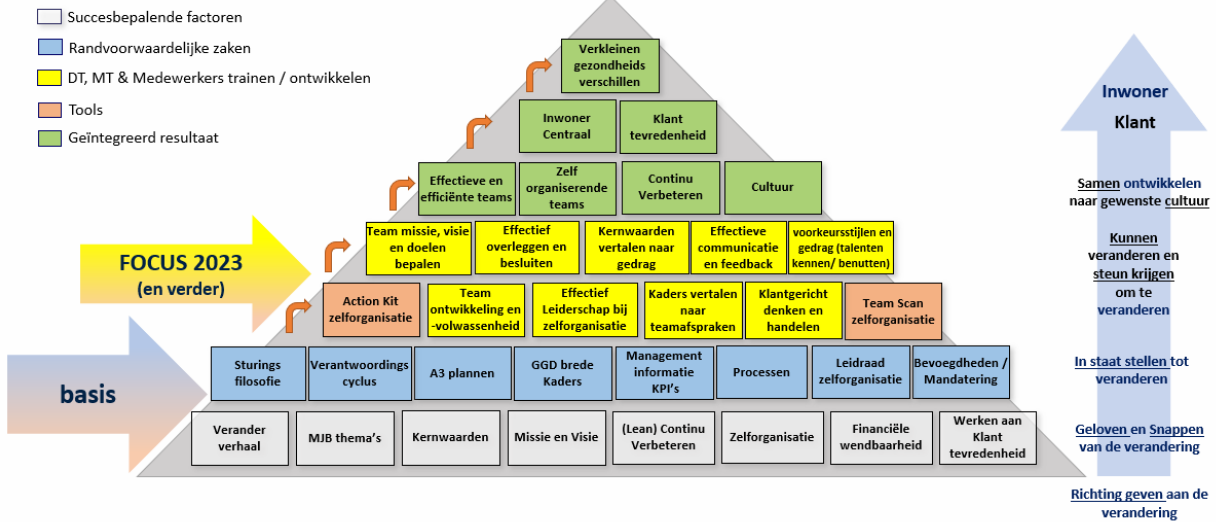 Succesbepalende factoren
Randvoorwaardelijke zaken
DT, MT & Medewerkers trainen / ontwikkelen
Tools
Geïntegreerd resultaat
Verkleinen
gezondheids
verschillen
Inwoner
Centraal
Klant
tevredenheid
Effectieve en
efficiënte teams
Zelf
organiserende
teams
Continu
Verbeteren
Cultuur
Team missie, visie
en doelen
bepalen
Effectief
overleggen en
besluiten
Kernwaarden
vertalen naar
gedrag
Effectieve
communicatie
en feedback
voorkeursstijlen en
gedrag (talenten
kennen/ benutten)
Action Kit
zelforganisatie
Team
ontwikkeling en
-volwassenheid
Effectief
Leiderschap bij
zelforganisatie
Kaders vertalen
naar
teamafspraken
Klantgericht
denken en
handelen
Team Scan
zelforganisatie
Sturings
filosofie
Verantwoordings
cyclus
A3 plannen
GGD brede
Kaders
Management
informatie
KPI's
Processen
Leidraad
zelforganisatie
Bevoegdheden /
Mandatering
Verander
verhaal
MJB thema's
Kernwaarden
Missie en Visie
(Lean) Continu
Verbeteren
Zelforganisatie
Financiële
wendbaarheid
Werken aan
Klant
tevredenheid
FOCUS 2023
(en verder)
basis
Inwoner
Klant
Samen ontwikkelen
naar gewenste cultuur
Kunnen
veranderen en
steun krijgen
om te
veranderen
In staat stellen tot
veranderen
Geloven en Snappen
van de verandering
Richting geven aan de
verandering